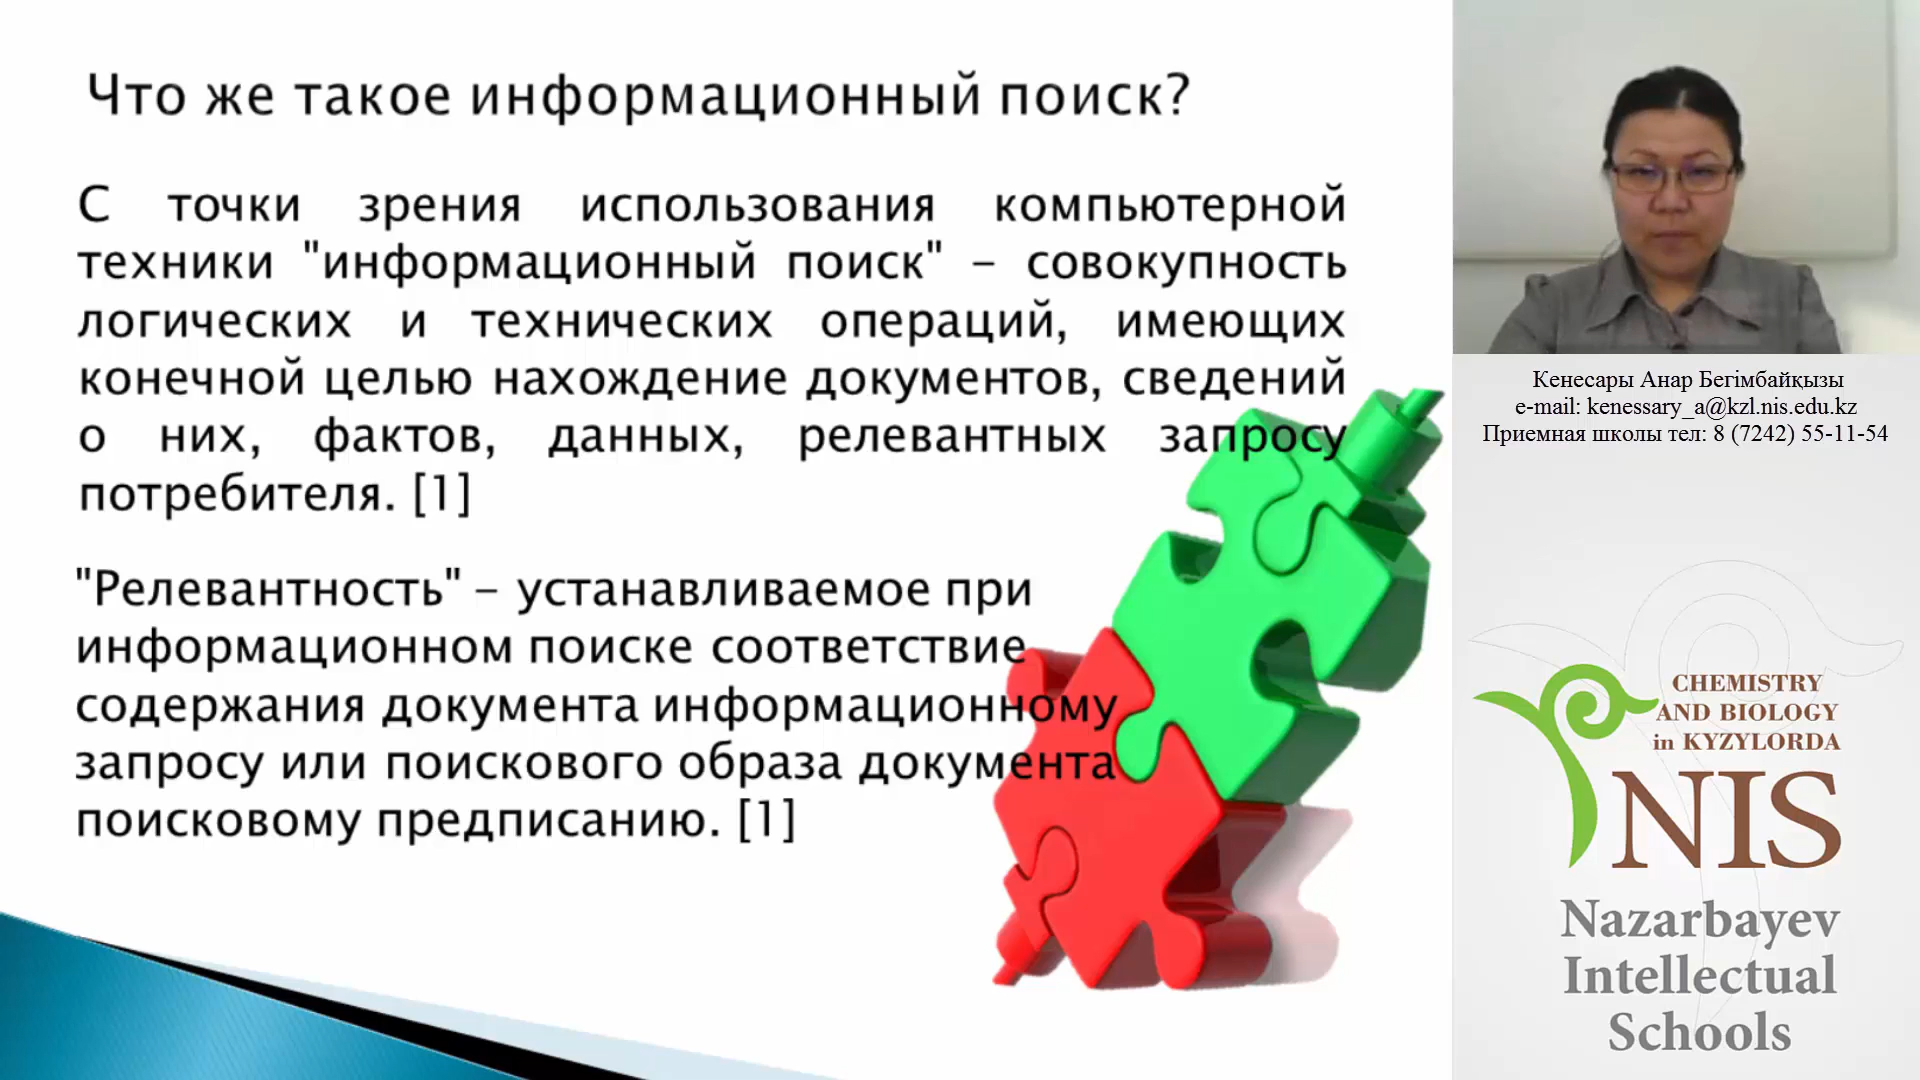 Что же такое информационный поиск?
С точки зрения использования компьютерной
техники "информационный поиск" – совокупность
логических и технических операций, имеющих
конечной целью нахождение документов, сведений
о них, фактов, данных, релевантных запросу
потребителя. [1]
"Релевантность" – устанавливаемое при
информационном поиске соответствие
содержания документа информационному
запросу или поискового образа документа
поисковому предписанию. [1]
Кенесары Анар Бегімбайқызы
e-mail: kenessary_a@kzl.nis.edu.kz
Приемная школы тел: 8 (7242) 55-11-54
CHEMISTRY
AND BIOLOGY
in KYZYLORDA
NIS
Nazarbayev
Intellectual
Schools